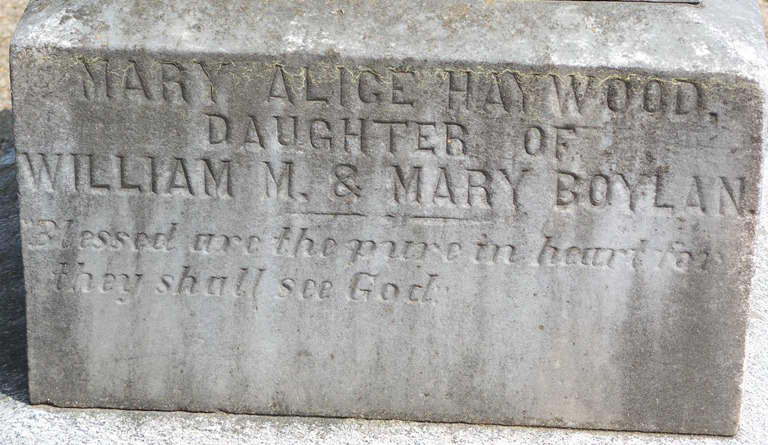 MARY ALICE HAYWOOD,
DAUGHTER OF
WILLIAM M. & MARY BOYLAN.
Blessed are the pure in heart for
they shall see God.